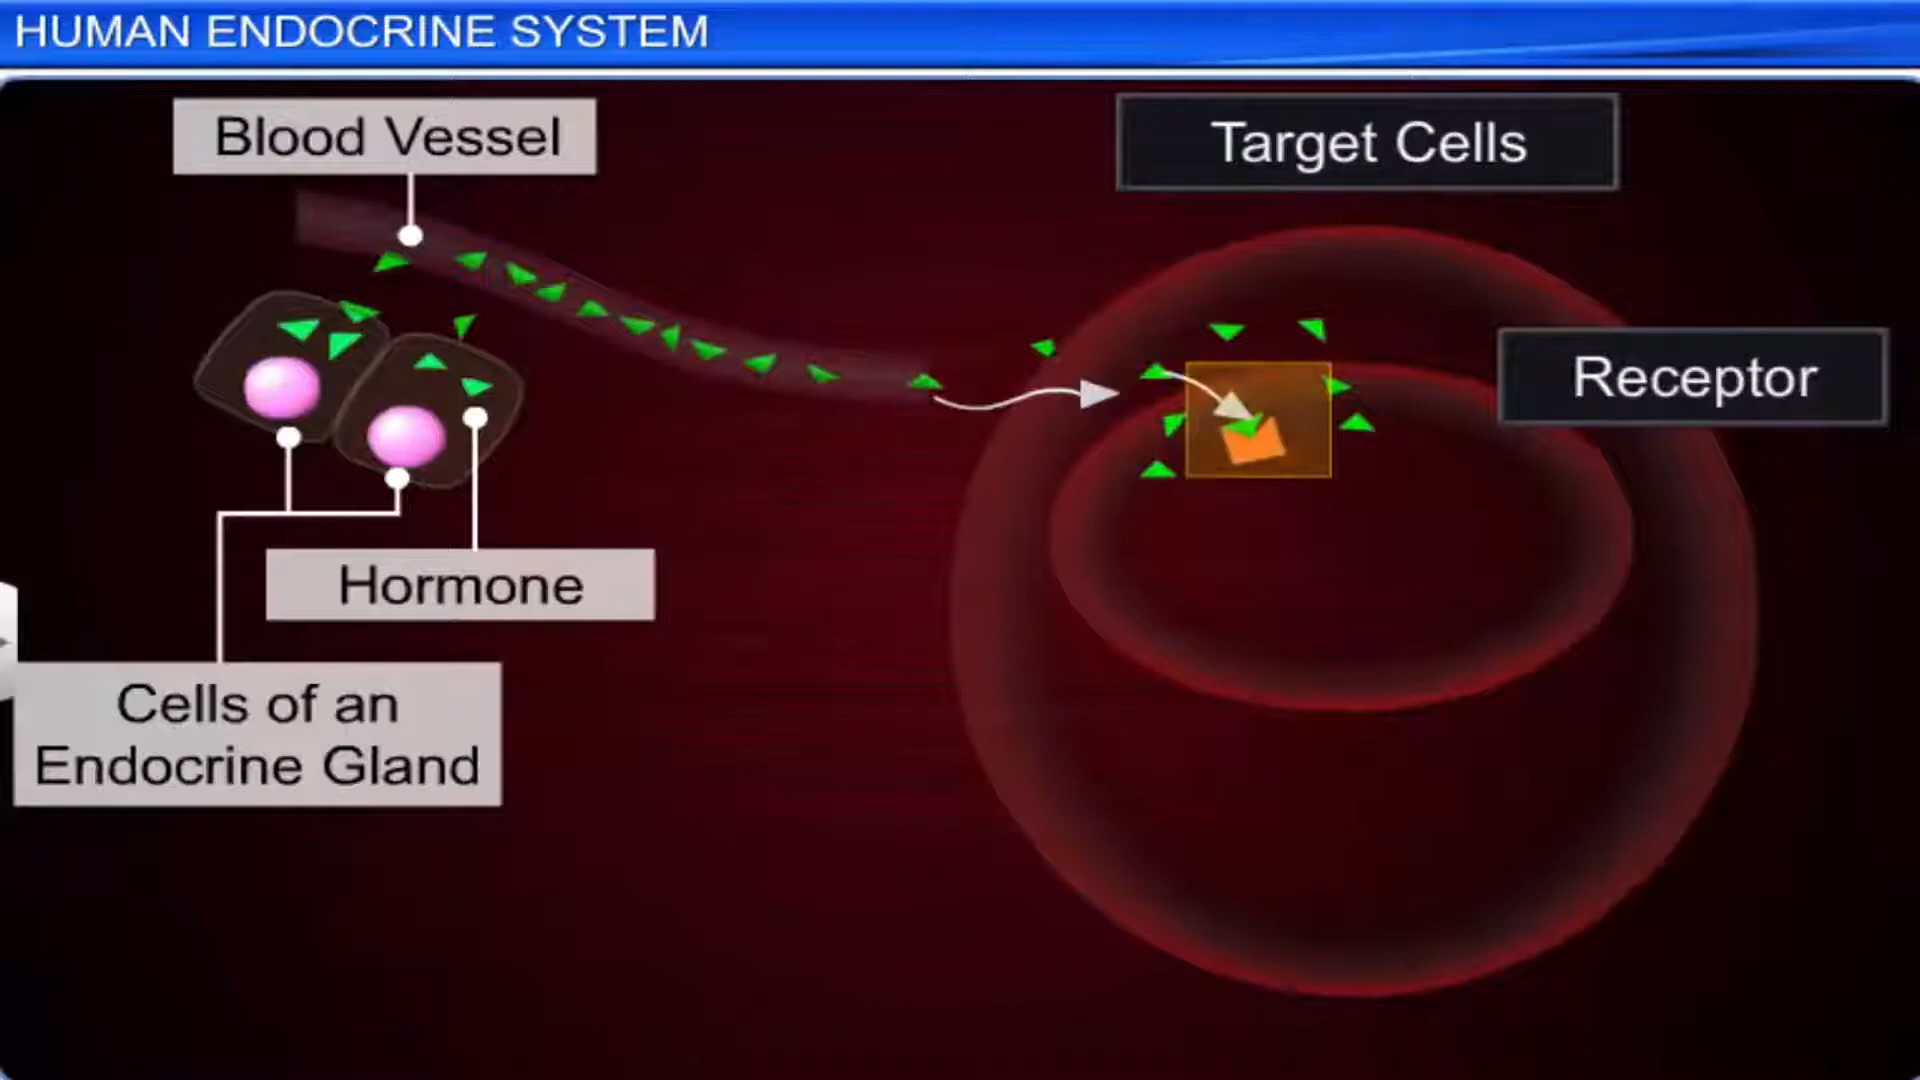 HUMAN ENDOCRINE SYSTEM
Blood Vessel
Target Cells
Receptor
Hormone
Cells of an
Endocrine Gland